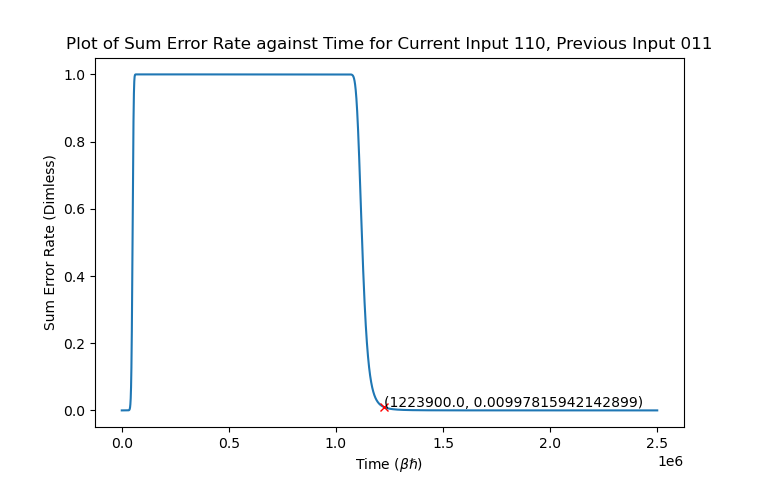 Plot of Sum Error Rate against Time for Current Input 110, Previous Input 011
Sum Error Rate (Dimless)
1.0
0.8
0.6
0.4
0.2
0.0
(1223900.0, 0.00997815942142899)
0.0 0.5 1.0 1.5 2.0 2.5
1e6
Time (βℏ)